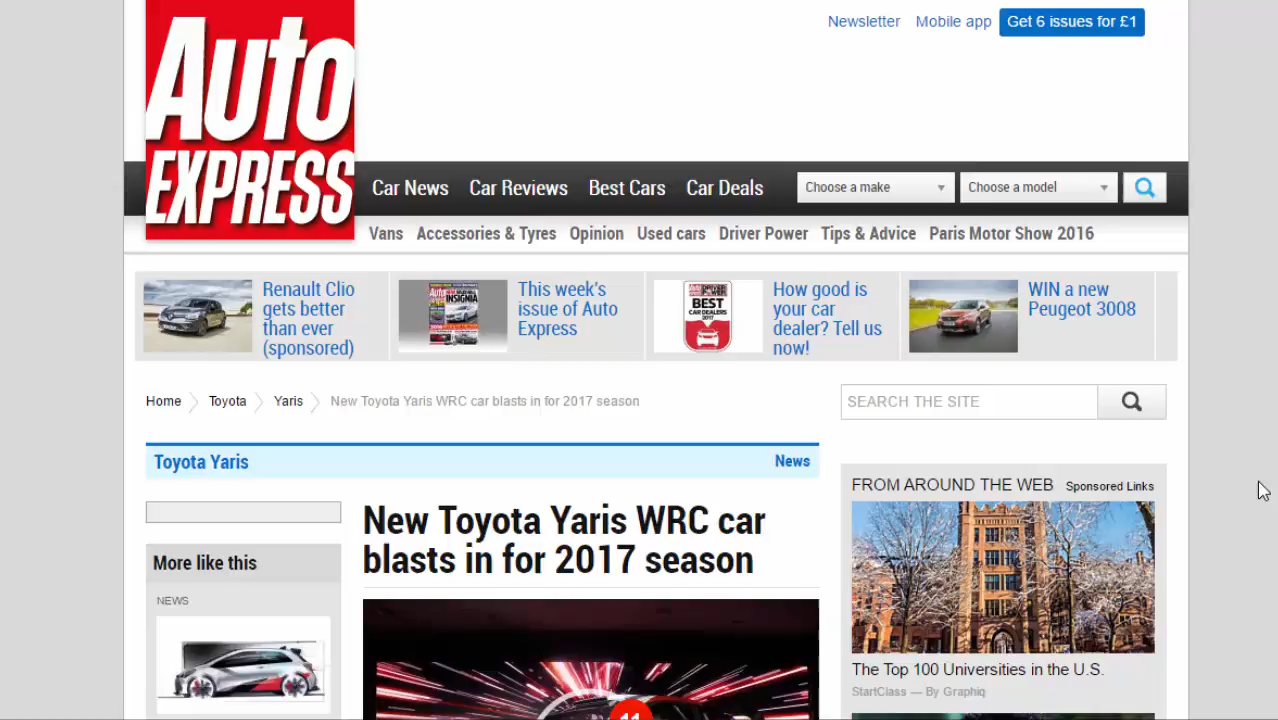 Newsletter Mobile app Get 6 issues for £1
Auto
EXPRESS
Car News Car Reviews Best Cars Car Deals Choose a make Choose a model
Vans Accessories & Tyres Opinion Used cars Driver Power Tips & Advice Paris Motor Show 2016
Renault Clio
gets better
than ever
(sponsored)
INSIGNIA
This week's
issue of Auto
Express
BEST
CAR DEALERS
2017
How good is
your car
dealer? Tell us
now!
WIN a new
Peugeot 3008
Home Toyota Yaris New Toyota Yaris WRC car blasts in for 2017 season
SEARCH THE SITE
Toyota Yaris News
New Toyota Yaris WRC car
blasts in for 2017 season
More like this
NEWS
11
FROM AROUND THE WEB Sponsored Links
The Top 100 Universities in the U.S.
StartClass — By Graphiq